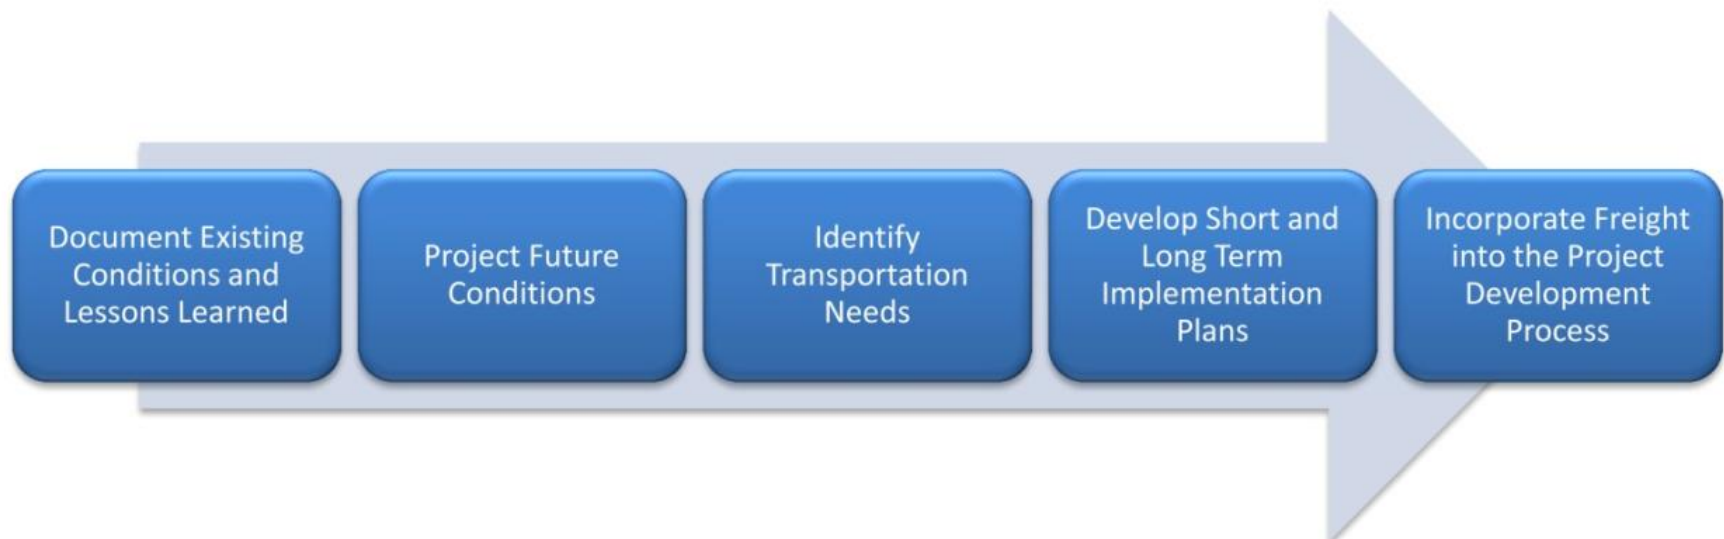 Document Existing
Conditions and
Lessons Learned
Project Future
Conditions
Identify
Transportation
Needs
Develop Short and
Long Term
Implementation
Plans
Incorporate Freight
into the Project
Development
Process